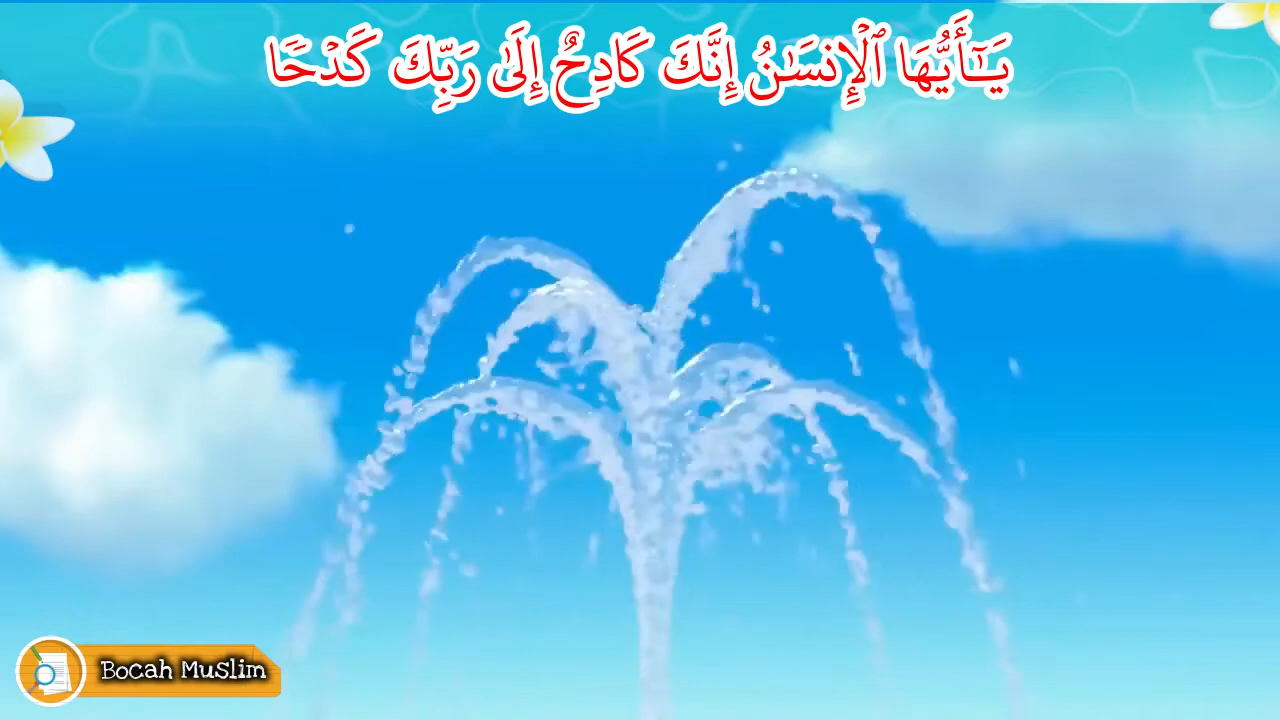 يَـٰٓأَيُّهَا ٱلْإِنسَـٰنُ إِنَّكَ كَادِحٌ إِلَىٰ رَبِّكَ كَدْحًا
Bocah Muslim